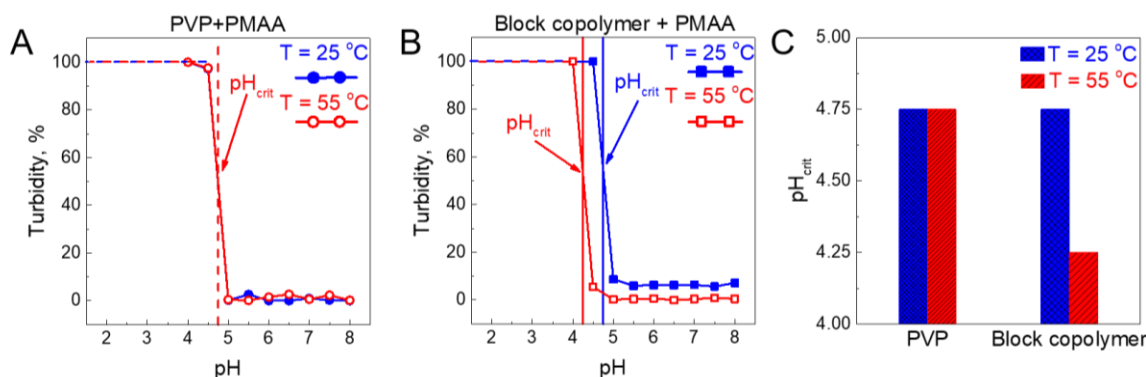 A
PVP+PMAA
T = 25 °C
T = 55 °C
pHcrit
Turbidity, %
100
80
60
40
20
0
2 3 4 5 6 7 8
pH
B
Block copolymer + PMAA
T = 25 °C
T = 55 °C
pHcrit
pHcrit
Turbidity, %
100
80
60
40
20
0
2 3 4 5 6 7 8
pH
C
T = 25 °C
T = 55 °C
pHcrit
5.00
4.75
4.50
4.25
4.00
PVP Block copolymer